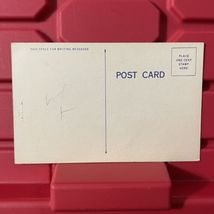 THIS SPACE FOR WRITING MESSAGES
POST CARD
PLACE
ONE CENT
STAMP
HERE